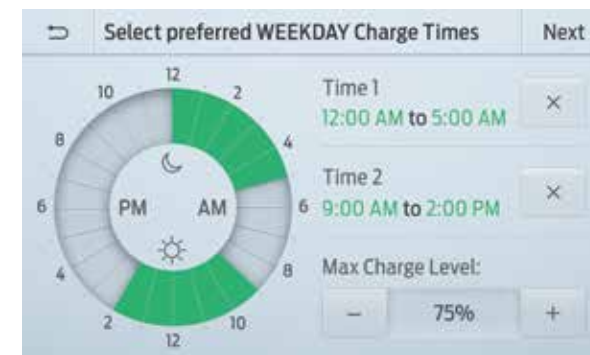 Select preferred WEEKDAY Charge Times
Next
12
2
4
6
8
10
12
2
4
6
8
10
PM
AM
Time 1
12:00 AM to 5:00 AM
×
Time 2
9:00 AM to 2:00 PM
×
Max Charge Level:
− 75% +